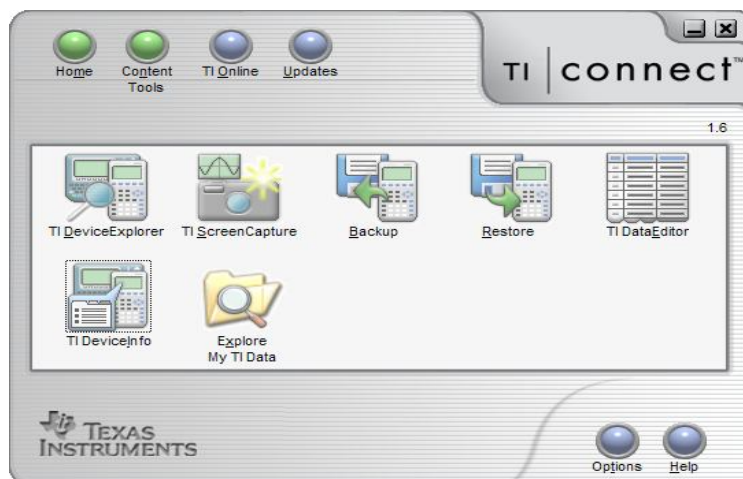 TI connect™
Home
Content
Tools
TI Online
Updates
1.6
TI DeviceExplorer
TI ScreenCapture
Backup
Restore
TI DataEditor
TI DeviceInfo
Explore
My TI Data
TEXAS
INSTRUMENTS
Options
Help